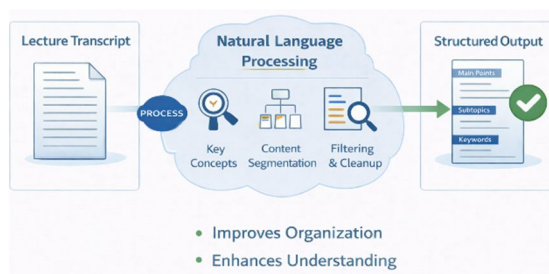 Lecture Transcript
Natural Language
Processing
Structured Output
PROCESS
Key
Concepts
Content
Segmentation
Filtering
& Cleanup
Main Points
Subtopics
Keywords
• Improves Organization
• Enhances Understanding